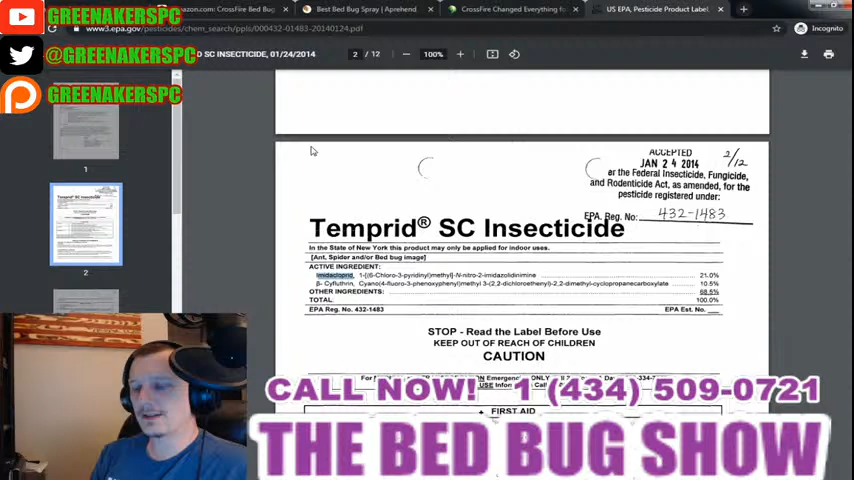 .amazon.com: CrossFire Bed Bug
Best Bed Bug Spray | Aprehend
CrossFire Changed Everything fo
US EPA, Pesticide Product Label,
www3.epa.gov/pesticides/chem_search/ppls/000432-01483-20140124.pdf
Incognito
GREENAKERSPC
@GREENAKERSPC
GREENAKERSPC
D SC INSECTICIDE, 01/24/2014
2 / 12
100%
1
2
ACCEPTED
2/12
JAN 24 2014
er the Federal Insecticide, Fungicide,
and Rodenticide Act, as amended, for the
pesticide registered under:
EPA. Reg. No: 432-1483
Temprid® SC Insecticide
In the State of New York this product may only be applied for indoor uses.
[Ant, Spider and/or Bed bug image]
ACTIVE INGREDIENT:
Imidacloprid, 1-[(6-Chloro-3-pyridinyl)methyl]-N-nitro-2-imidazolidinimine 21.0%
β- Cyfluthrin, Cyano(4-fluoro-3-phenoxyphenyl)methyl 3-(2,2-dichloroethenyl)-2,2-dimethyl-cyclopropanecarboxylate 10.5%
OTHER INGREDIENTS: 68.5%
TOTAL: 100.0%
EPA Reg. No. 432-1483 EPA Est. No.
STOP - Read the Label Before Use
KEEP OUT OF REACH OF CHILDREN
CAUTION
CALL NOW! 1 (434) 509-0721
+ FIRST AID
THE BED BUG SHOW